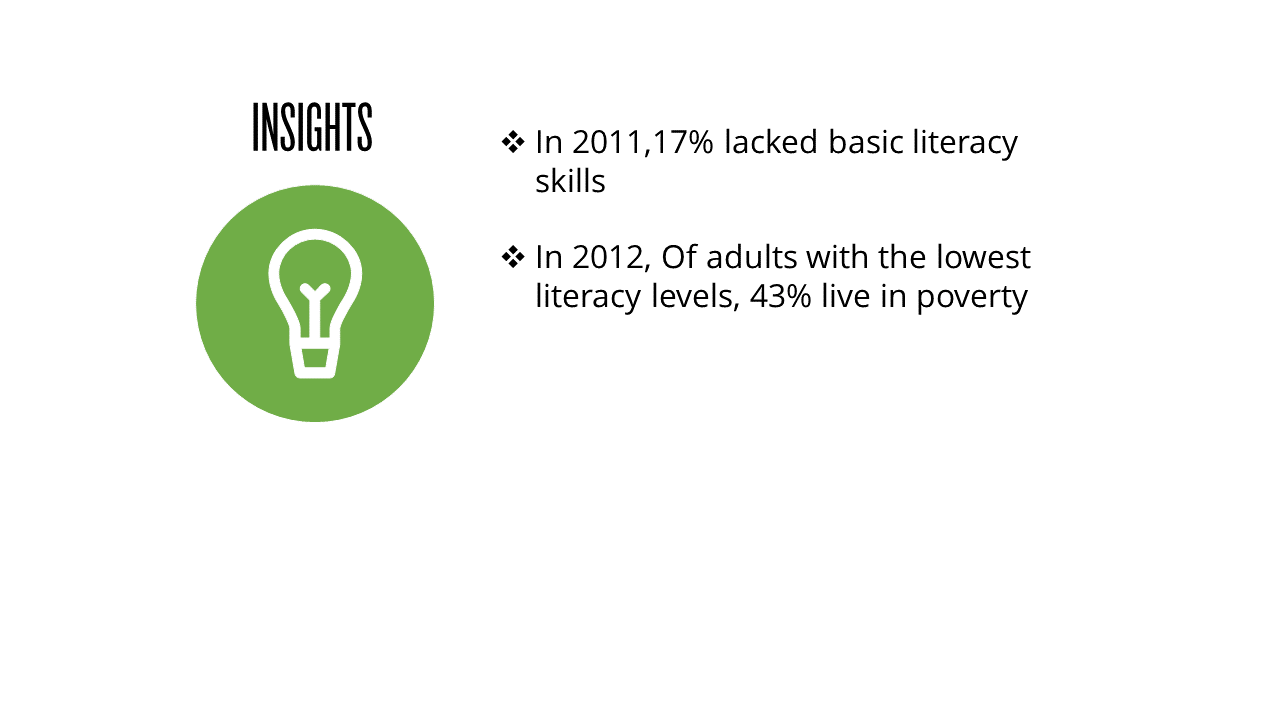 INSIGHTS
❖ In 2011,17% lacked basic literacy
skills
❖ In 2012, Of adults with the lowest
literacy levels, 43% live in poverty